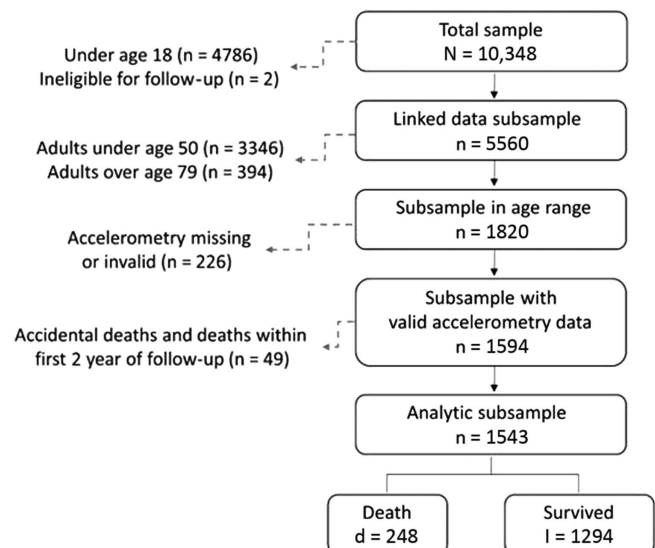 Total sample
N = 10,348
Under age 18 (n = 4786)
Ineligible for follow-up (n = 2)
Linked data subsample
n = 5560
Adults under age 50 (n = 3346)
Adults over age 79 (n = 394)
Subsample in age range
n = 1820
Accelerometry missing
or invalid (n = 226)
Subsample with
valid accelerometry data
n = 1594
Accidental deaths and deaths within
first 2 year of follow-up (n = 49)
Analytic subsample
n = 1543
Death
d = 248
Survived
l = 1294